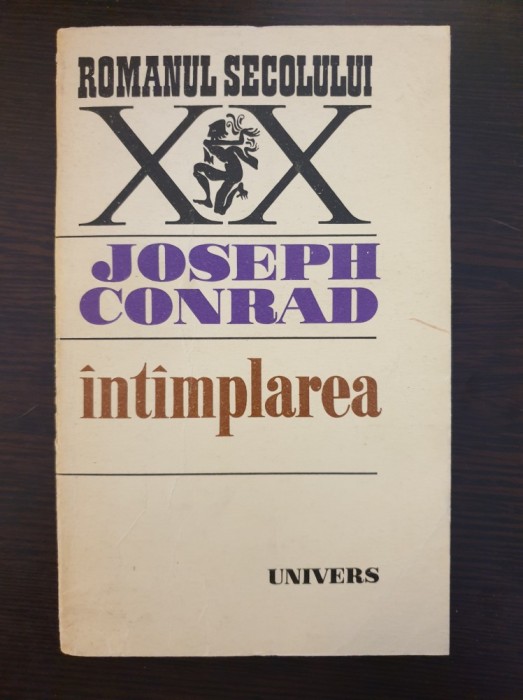 ROMANUL SECOLULUI
XX
JOSEPH
CONRAD
întîmplarea
UNIVERS